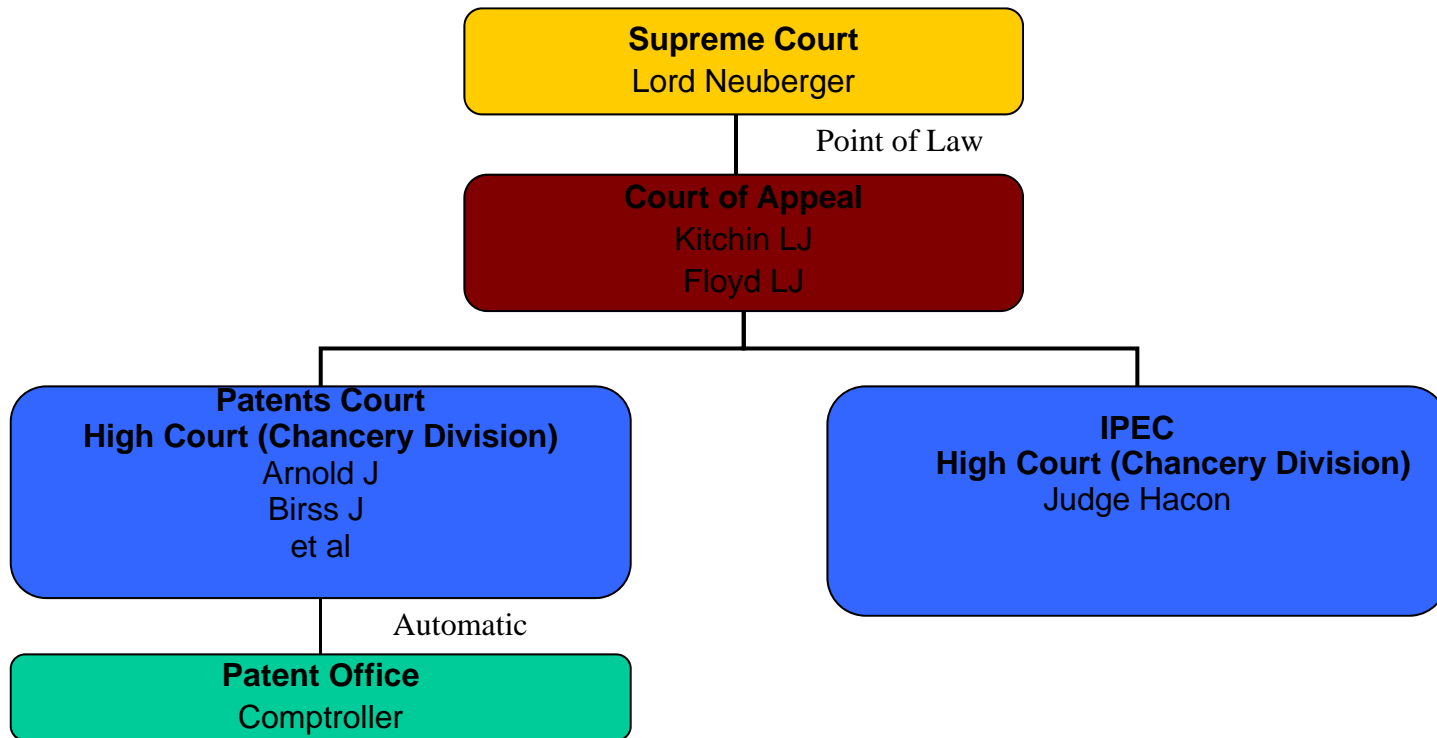 Supreme Court
Lord Neuberger
Point of Law
Court of Appeal
Kitchin LJ
Floyd LJ
Patents Court
High Court (Chancery Division)
Arnold J
Birss J
et al
IPEC
High Court (Chancery Division)
Judge Hacon
Automatic
Patent Office
Comptroller